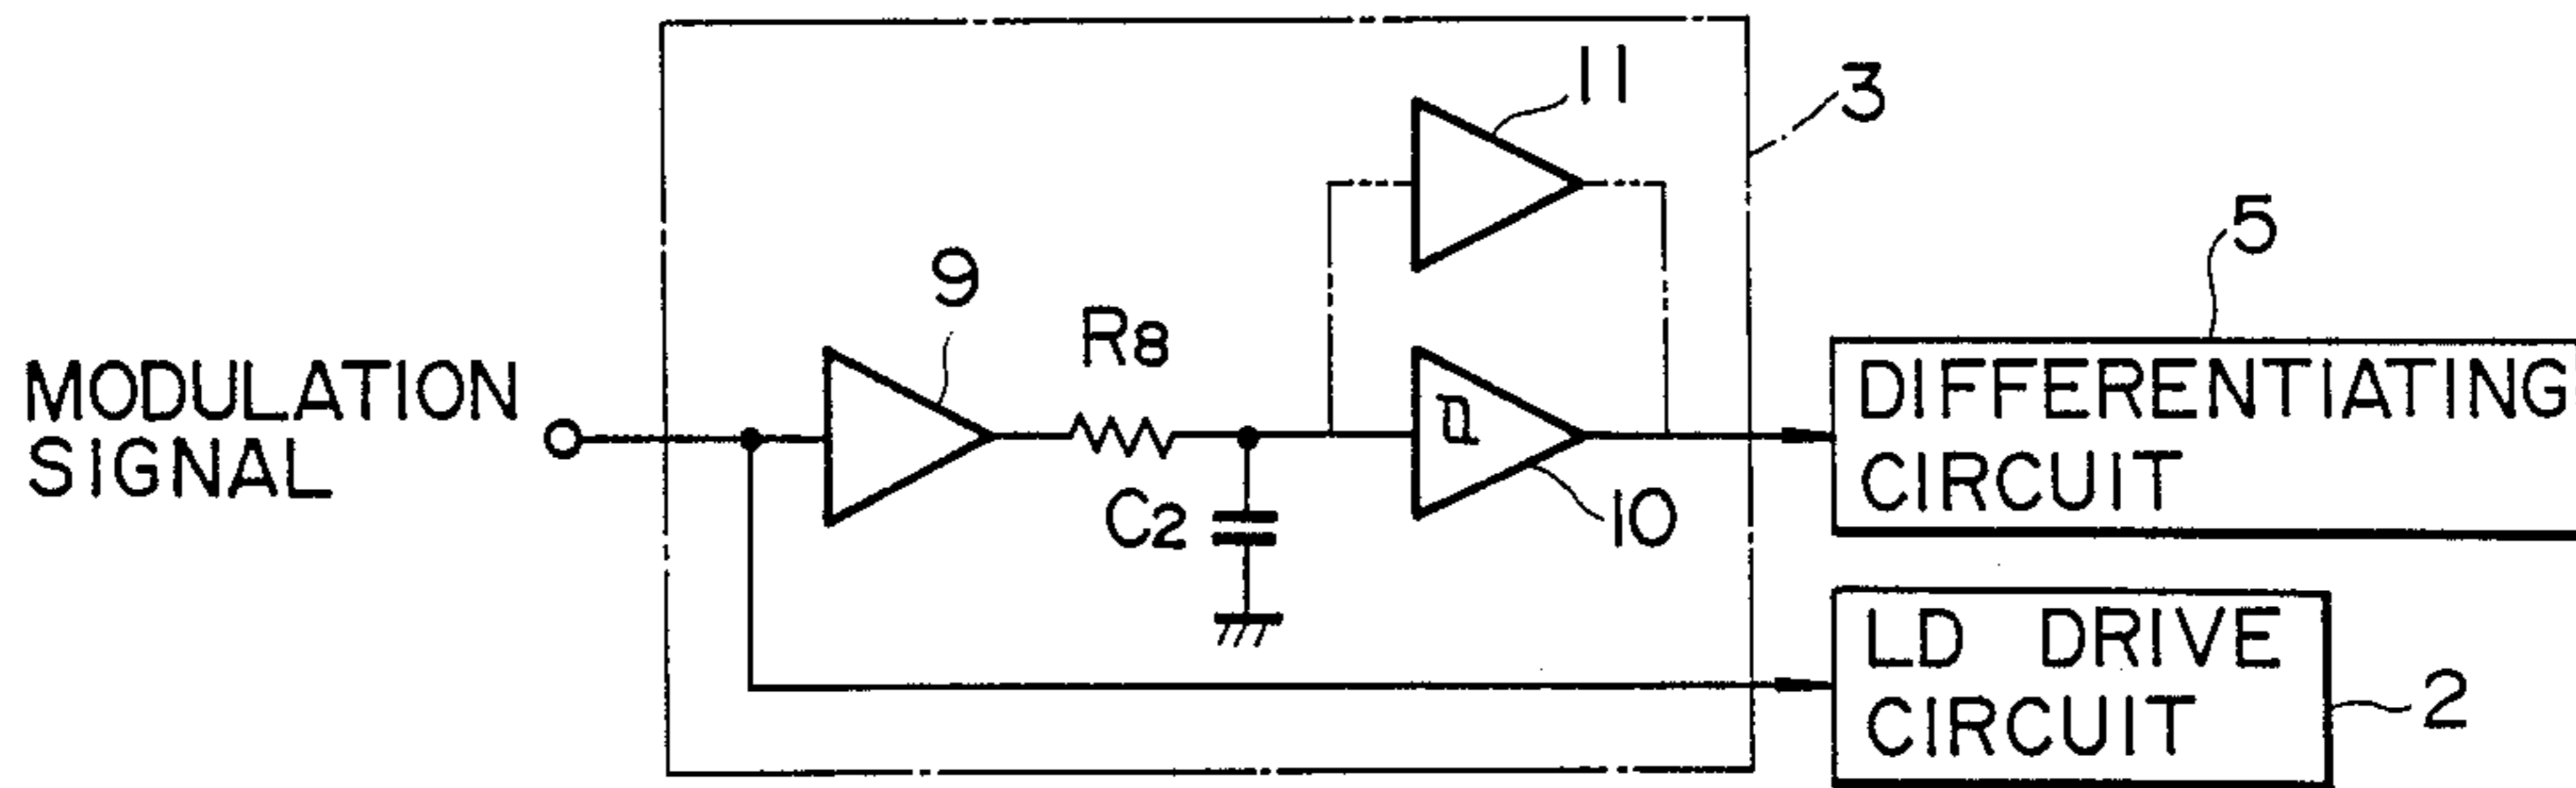 11
3
5
9
R8
MODULATION
SIGNAL
DIFFERENTIATING
CIRCUIT
C2
10
LD DRIVE
CIRCUIT
2